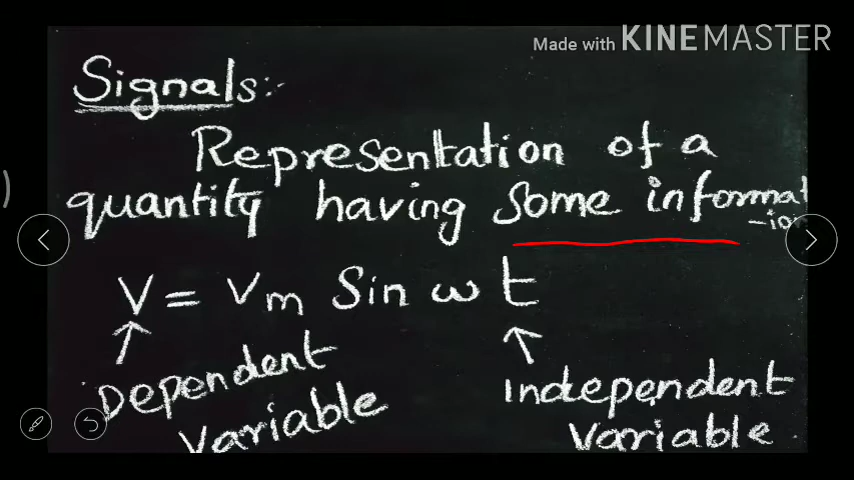 Made with KINEMASTER
Signals:-
Representation of a
quantity having some informat
-ion
V = Vm Sin ω t
↑ ↑
Dependent Independent
Variable Variable